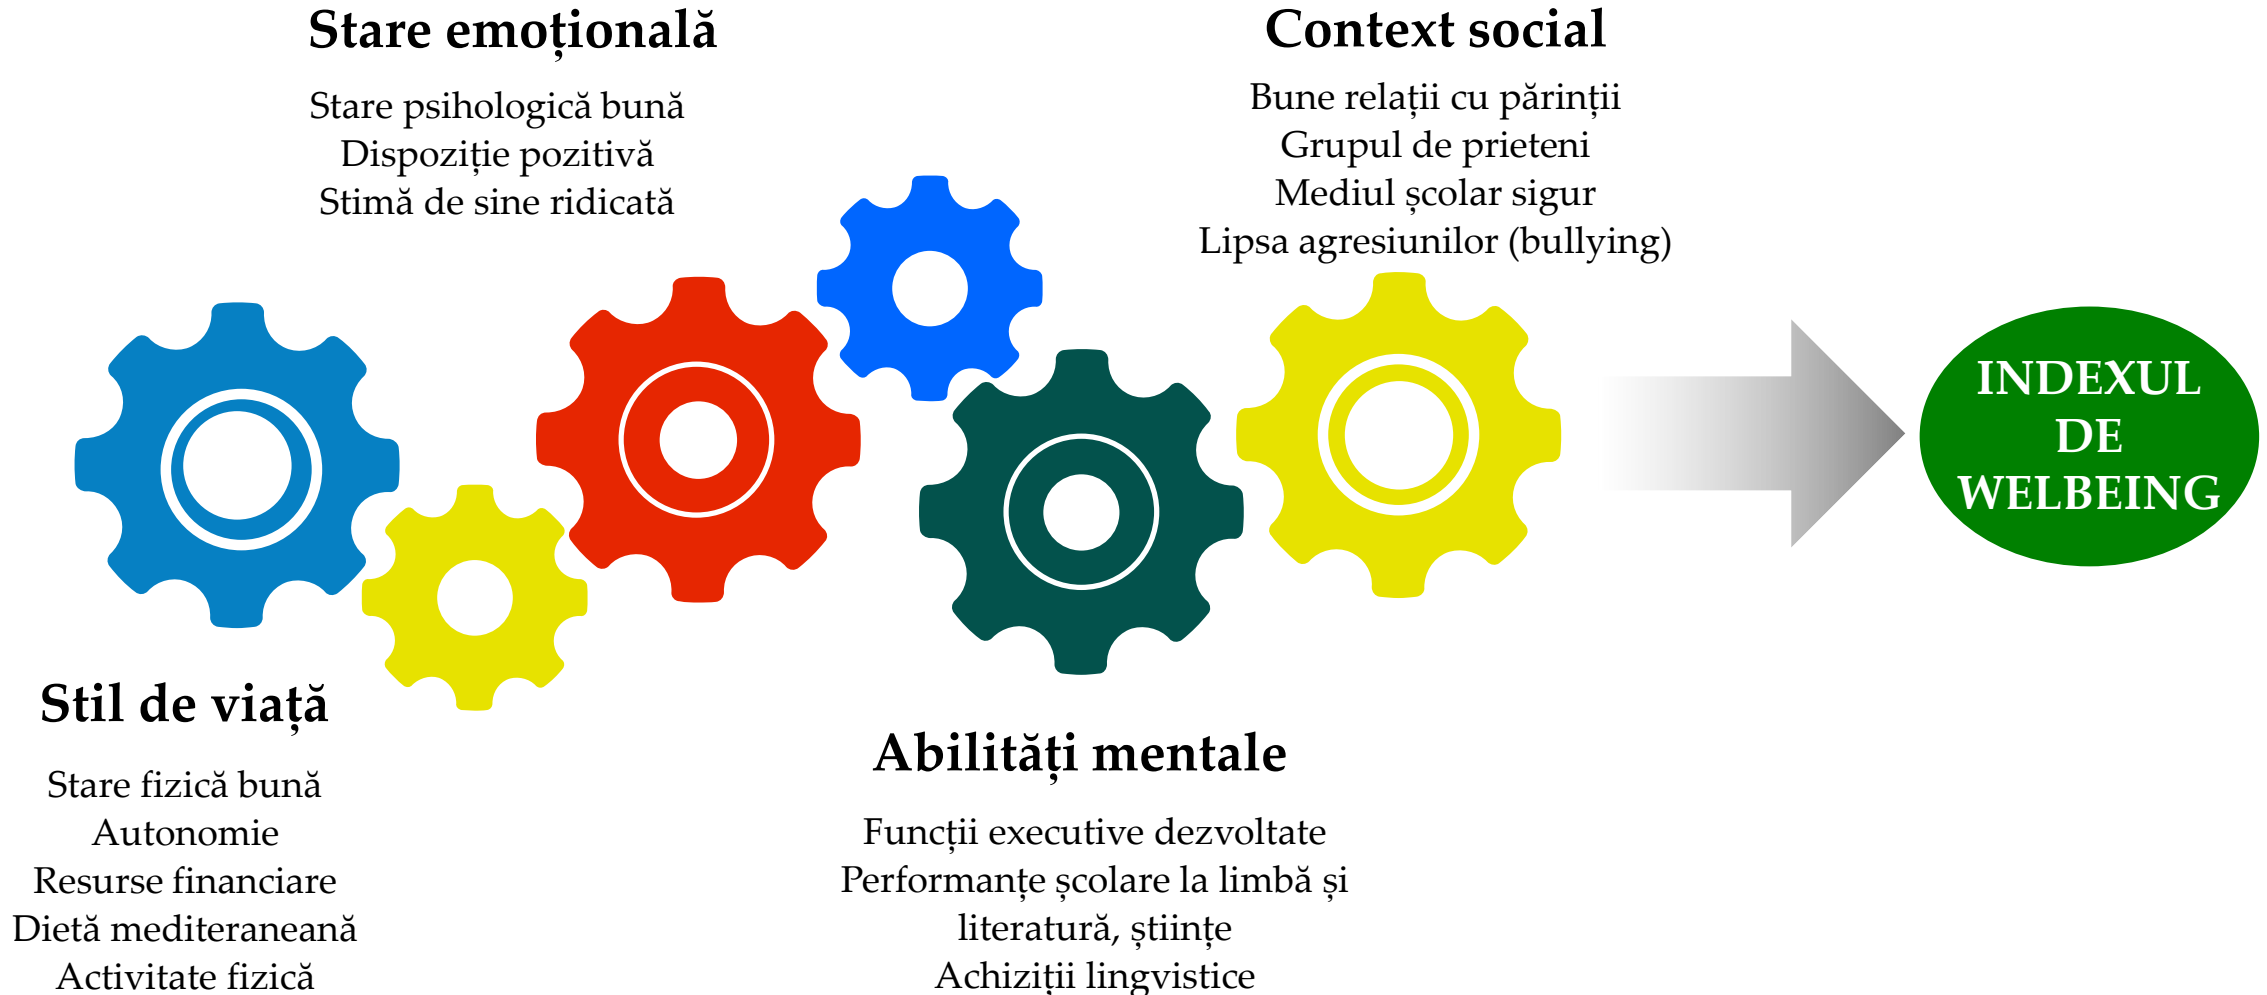 Stare emoțională
Stare psihologică bună
Dispoziție pozitivă
Stimă de sine ridicată
Context social
Bune relații cu părinții
Grupul de prieteni
Mediul școlar sigur
Lipsa agresiunilor (bullying)
INDEXUL
DE
WELBEING
Stil de viață
Stare fizică bună
Autonomie
Resurse financiare
Dietă mediteraneană
Activitate fizică
Abilități mentale
Funcții executive dezvoltate
Performanțe școlare la limbă și
literatură, științe
Achiziții lingvistice